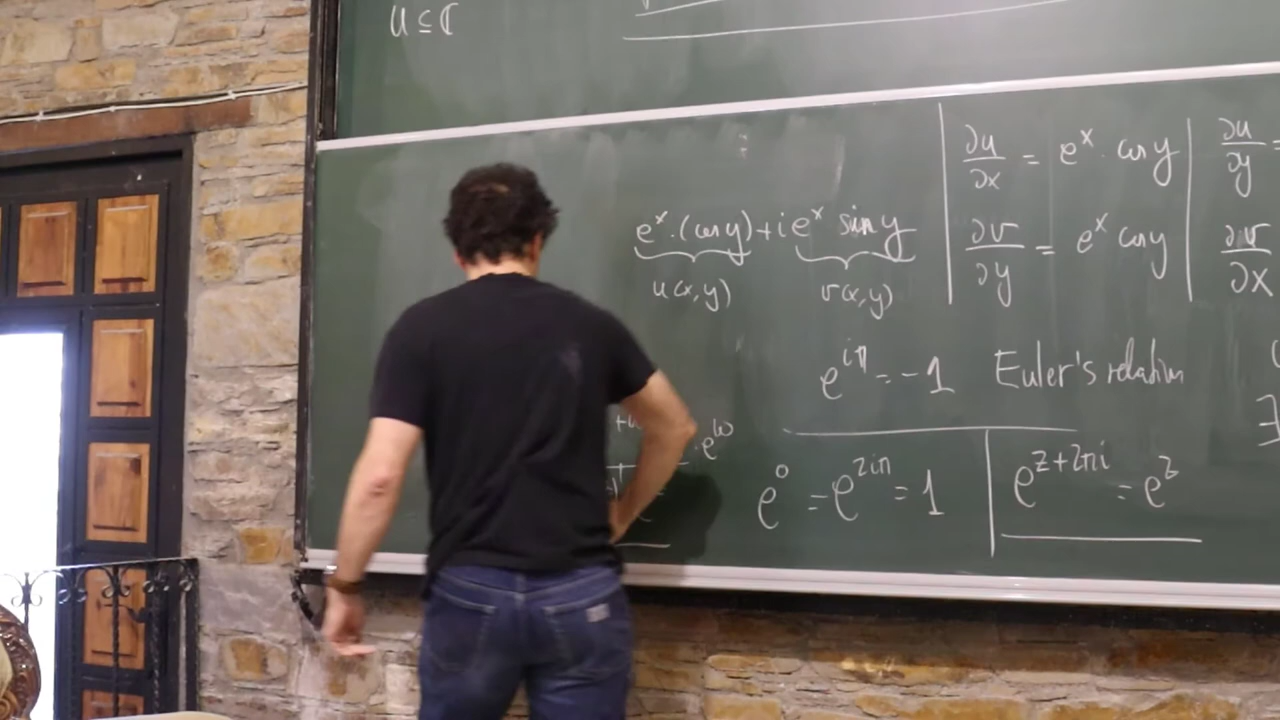 U ⊆ ℂ
e^x·(cos y) + i e^x sin y
u(x,y) v(x,y)
∂u/∂x = e^x·cos y
∂v/∂y = e^x cos y
∂u/∂y =
∂v/∂x
e^{iπ} = -1 Euler's relation
e^0 = e^{2iπ} = 1
e^{z+2πi} = e^z